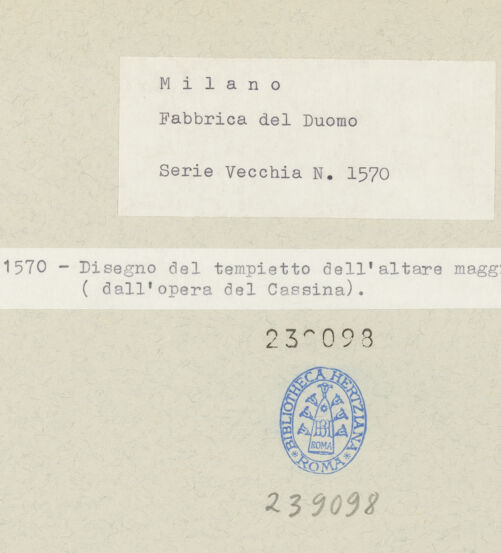 Milano
Fabbrica del Duomo
Serie Vecchia N. 1570
1570 - Disegno del tempietto dell'altare magg
( dall'opera del Cassina).
BIBLIOTHECA HERTZIANA
BH
ROMA
* ROMA *
239098